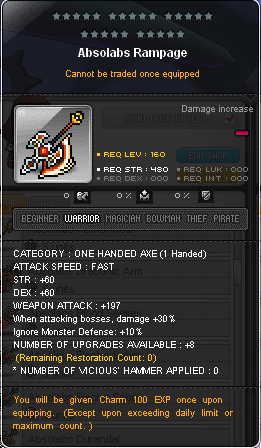 Absolabs Rampage
Cannot be traded once equipped
Damage increase
REQ LEV : 160
REQ STR : 480 REQ LUK : 000
REQ DEX : 000 REQ INT : 000
0 0 % 0 %
BEGINNER WARRIOR MAGICIAN BOWMAN THIEF PIRATE
CATEGORY : ONE HANDED AXE (1 Handed)
ATTACK SPEED : FAST
STR : +60
DEX : +60
WEAPON ATTACK : +197
When attacking bosses, damage +30%
Ignore Monster Defense: +10%
NUMBER OF UPGRADES AVAILABLE : +8
(Remaining Restoration Count: 0)
* NUMBER OF VICIOUS' HAMMER APPLIED : 0
You will be given Charm 100 EXP once upon
equipping. (Except upon exceeding daily limit or
maximum count. )